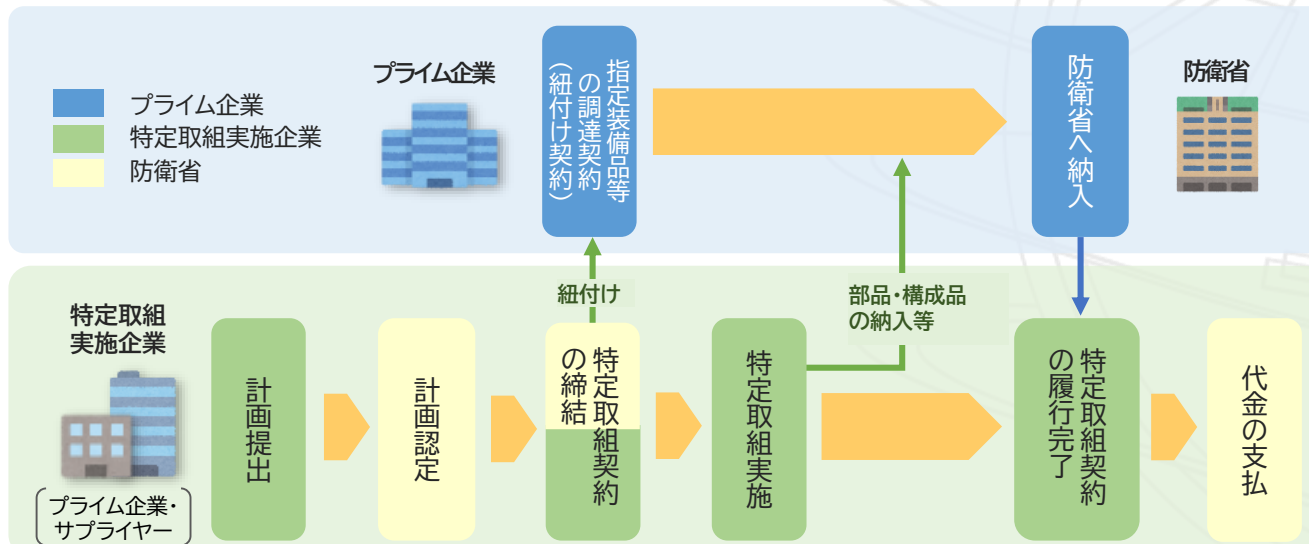 プライム企業
特定取組実施企業
防衛省
プライム企業
指定装備品等
の調達契約
(紐付け契約)
防衛省へ納入
防衛省
紐付け
部品・構成品
の納入等
特定取組
実施企業
プライム企業・
サプライヤー
計画提出
計画認定
特定取組契約
の締結
特定取組実施
特定取組契約
の履行完了
代金の支払